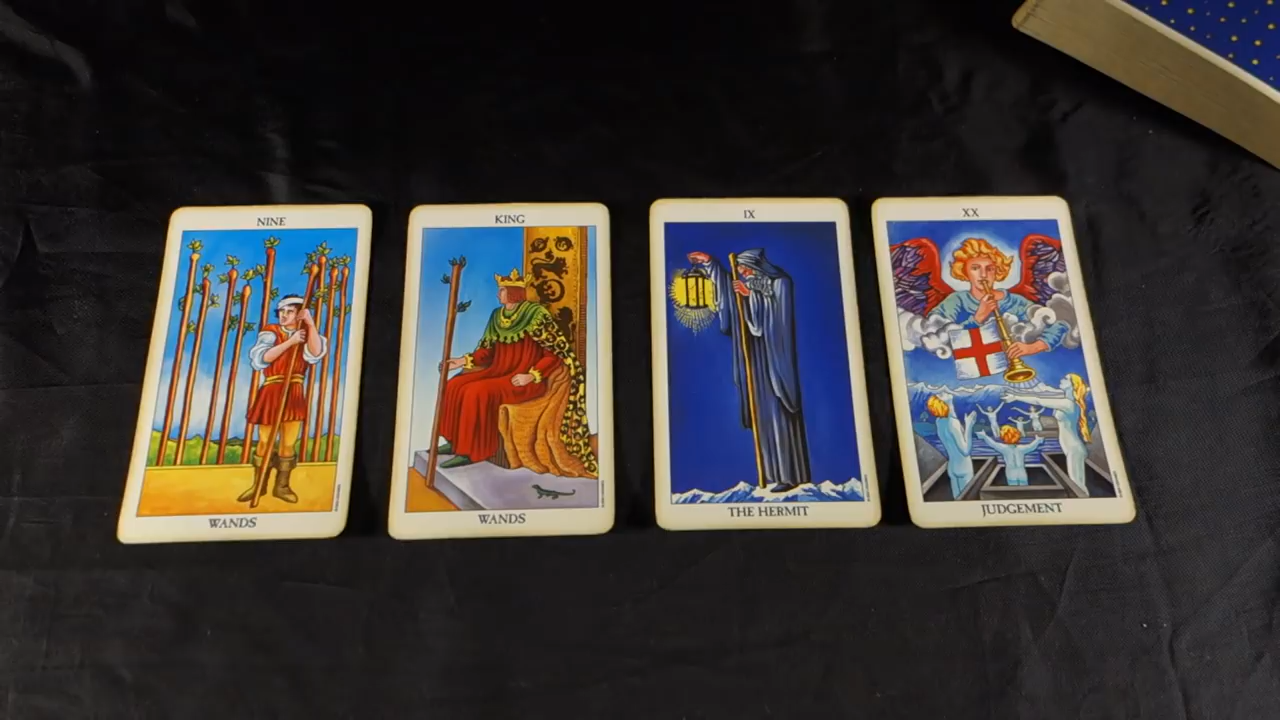 NINE
WANDS
KING
WANDS
IX
THE HERMIT
XX
JUDGEMENT